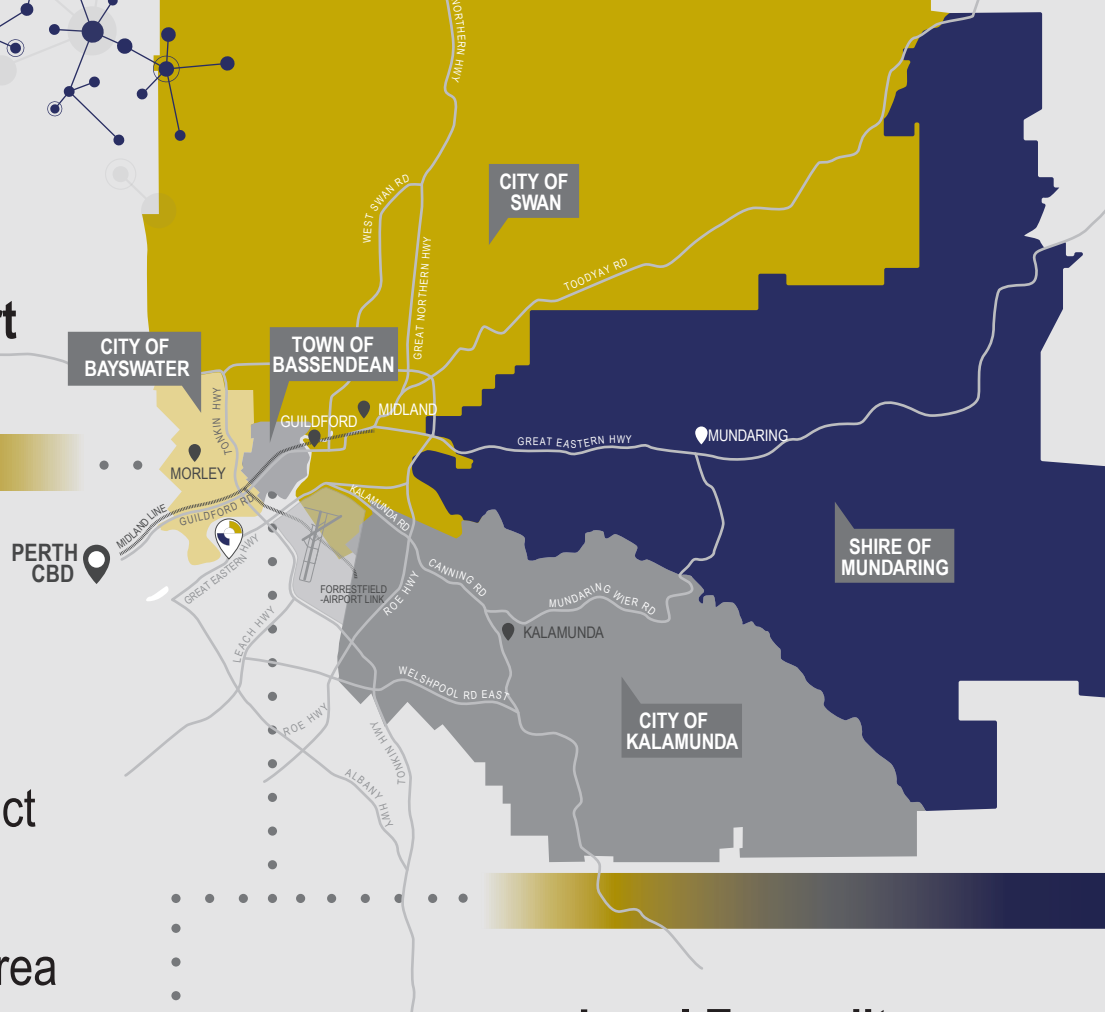 NORTHERN HWY
CITY OF
SWAN
WEST SWAN RD
GREAT NORTHERN HWY
TOODYAY RD
rt
CITY OF
BAYSWATER
TOWN OF
BASSENDEAN
TONKIN HWY
MIDLAND
GUILDFORD
MORLEY
GREAT EASTERN HWY
MUNDARING
MIDLAND LINE
GUILDFORD RD
KALAMUNDA RD
PERTH
CBD
GREAT EASTERN HWY
FORRESTFIELD
-AIRPORT LINK
ROE HWY
CANNING RD
MUNDARING WIER RD
SHIRE OF
MUNDARING
LEACH HWY
KALAMUNDA
WELSHPOOL RD EAST
ROE HWY
TONKIN HWY
CITY OF
KALAMUNDA
ALBANY HWY
ct
rea